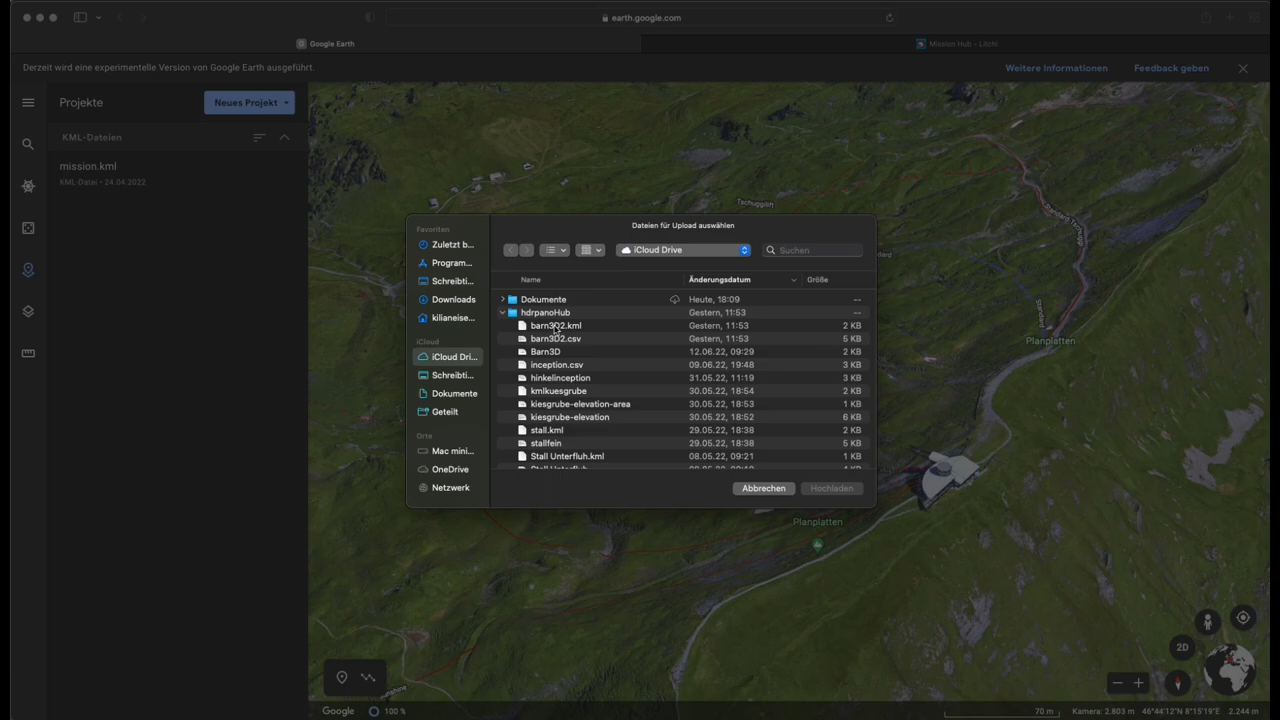 earth.google.com
Google Earth
Mission Hub - Litchi
Derzeit wird eine experimentelle Version von Google Earth ausgeführt.
Weitere Informationen
Feedback geben
Projekte
Neues Projekt
KML-Dateien
mission.kml
KML-Datei • 24.04.2022
Tschuggiith
Standard Tschuggi
Standard
Planplatten
Favoriten
Zuletzt b...
Program...
Schreibti...
Downloads
kilianeise...
iCloud
iCloud Dri...
Schreibti...
Dokumente
Geteilt
Orte
Mac mini...
OneDrive
Netzwerk
Dateien für Upload auswählen
iCloud Drive
Suchen
Name Änderungsdatum Größe
Dokumente Heute, 18:09 --
hdrpanoHub Gestern, 11:53 --
barn3D2.kml Gestern, 11:53 2 KB
barn3D2.csv Gestern, 11:53 5 KB
Barn3D 12.06.22, 09:29 2 KB
inception.csv 09.06.22, 19:48 3 KB
hinkelinception 31.05.22, 11:19 3 KB
kmlkuesgrube 30.05.22, 18:54 2 KB
kiesgrube-elevation-area 30.05.22, 18:53 1 KB
kiesgrube-elevation 30.05.22, 18:52 6 KB
stall.kml 29.05.22, 18:38 2 KB
stallfein 29.05.22, 18:38 5 KB
Stall Unterfluh.kml 08.05.22, 09:21 1 KB
Stall Unterfluh
Abbrechen
Hochladen
Planplatten
2D
Google
100 %
70 m
Kamera: 2.803 m
46°44'12"N 8°15'19"E
2.244 m